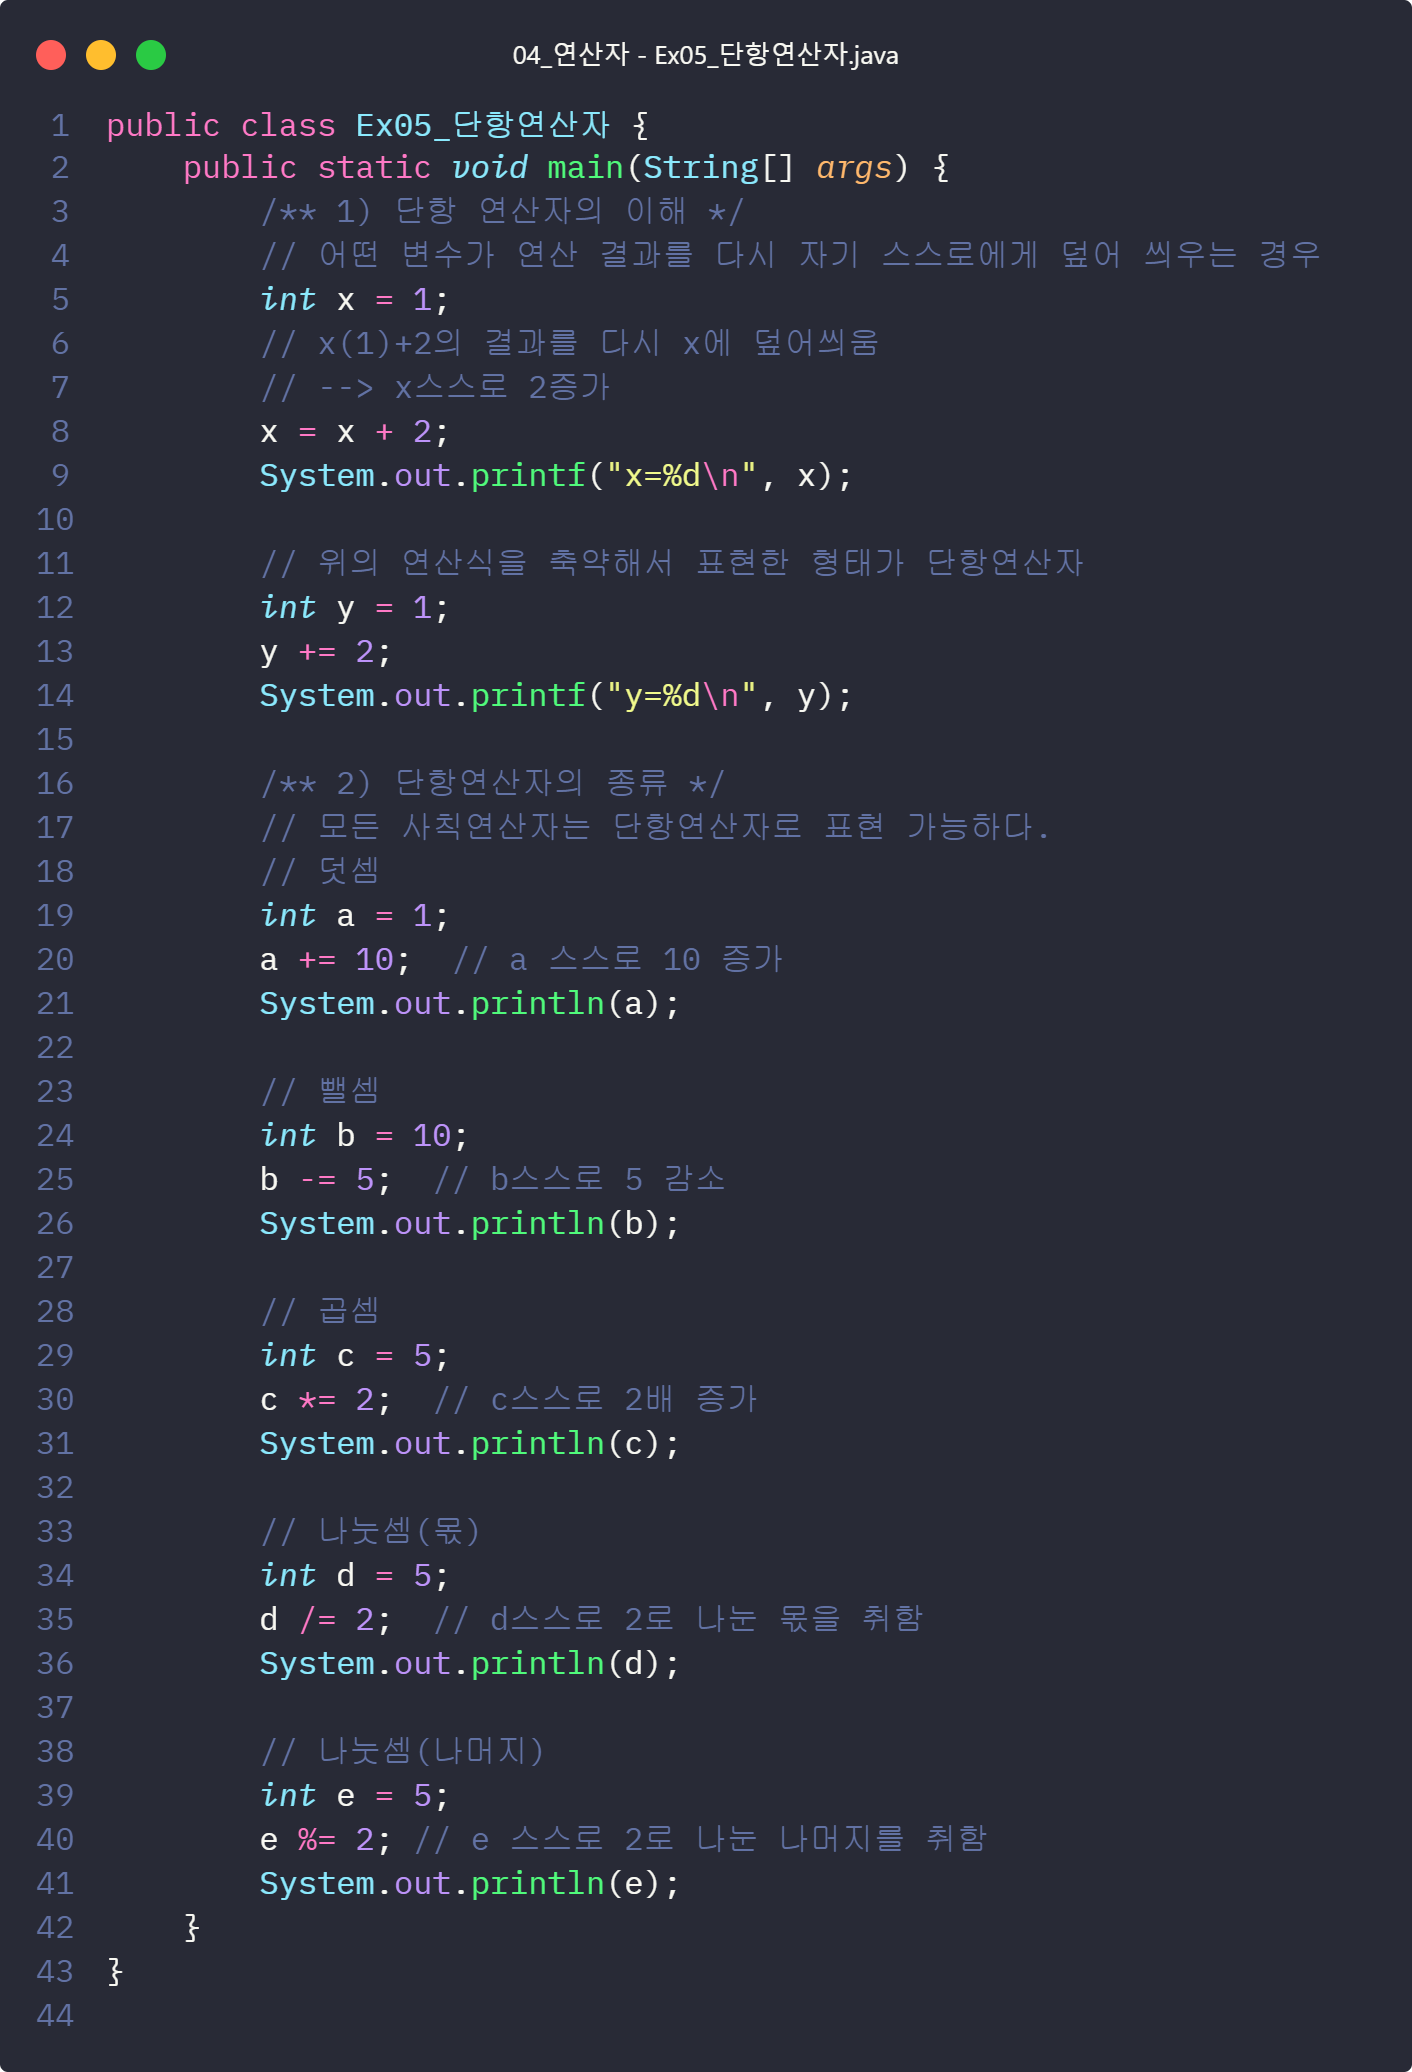 04_연산자 - Ex05_단항연산자.java
1 public class Ex05_단항연산자 {
2     public static void main(String[] args) {
3         /** 1) 단항 연산자의 이해 */
4         // 어떤 변수가 연산 결과를 다시 자기 스스로에게 덮어 씌우는 경우
5         int x = 1;
6         // x(1)+2의 결과를 다시 x에 덮어씌움
7         // --> x스스로 2증가
8         x = x + 2;
9         System.out.printf("x=%d\n", x);
10
11         // 위의 연산식을 축약해서 표현한 형태가 단항연산자
12         int y = 1;
13         y += 2;
14         System.out.printf("y=%d\n", y);
15
16         /** 2) 단항연산자의 종류 */
17         // 모든 사칙연산자는 단항연산자로 표현 가능하다.
18         // 덧셈
19         int a = 1;
20         a += 10;  // a 스스로 10 증가
21         System.out.println(a);
22
23         // 뺄셈
24         int b = 10;
25         b -= 5;  // b스스로 5 감소
26         System.out.println(b);
27
28         // 곱셈
29         int c = 5;
30         c *= 2;  // c스스로 2배 증가
31         System.out.println(c);
32
33         // 나눗셈(몫)
34         int d = 5;
35         d /= 2;  // d스스로 2로 나눈 몫을 취함
36         System.out.println(d);
37
38         // 나눗셈(나머지)
39         int e = 5;
40         e %= 2; // e 스스로 2로 나눈 나머지를 취함
41         System.out.println(e);
42     }
43 }
44